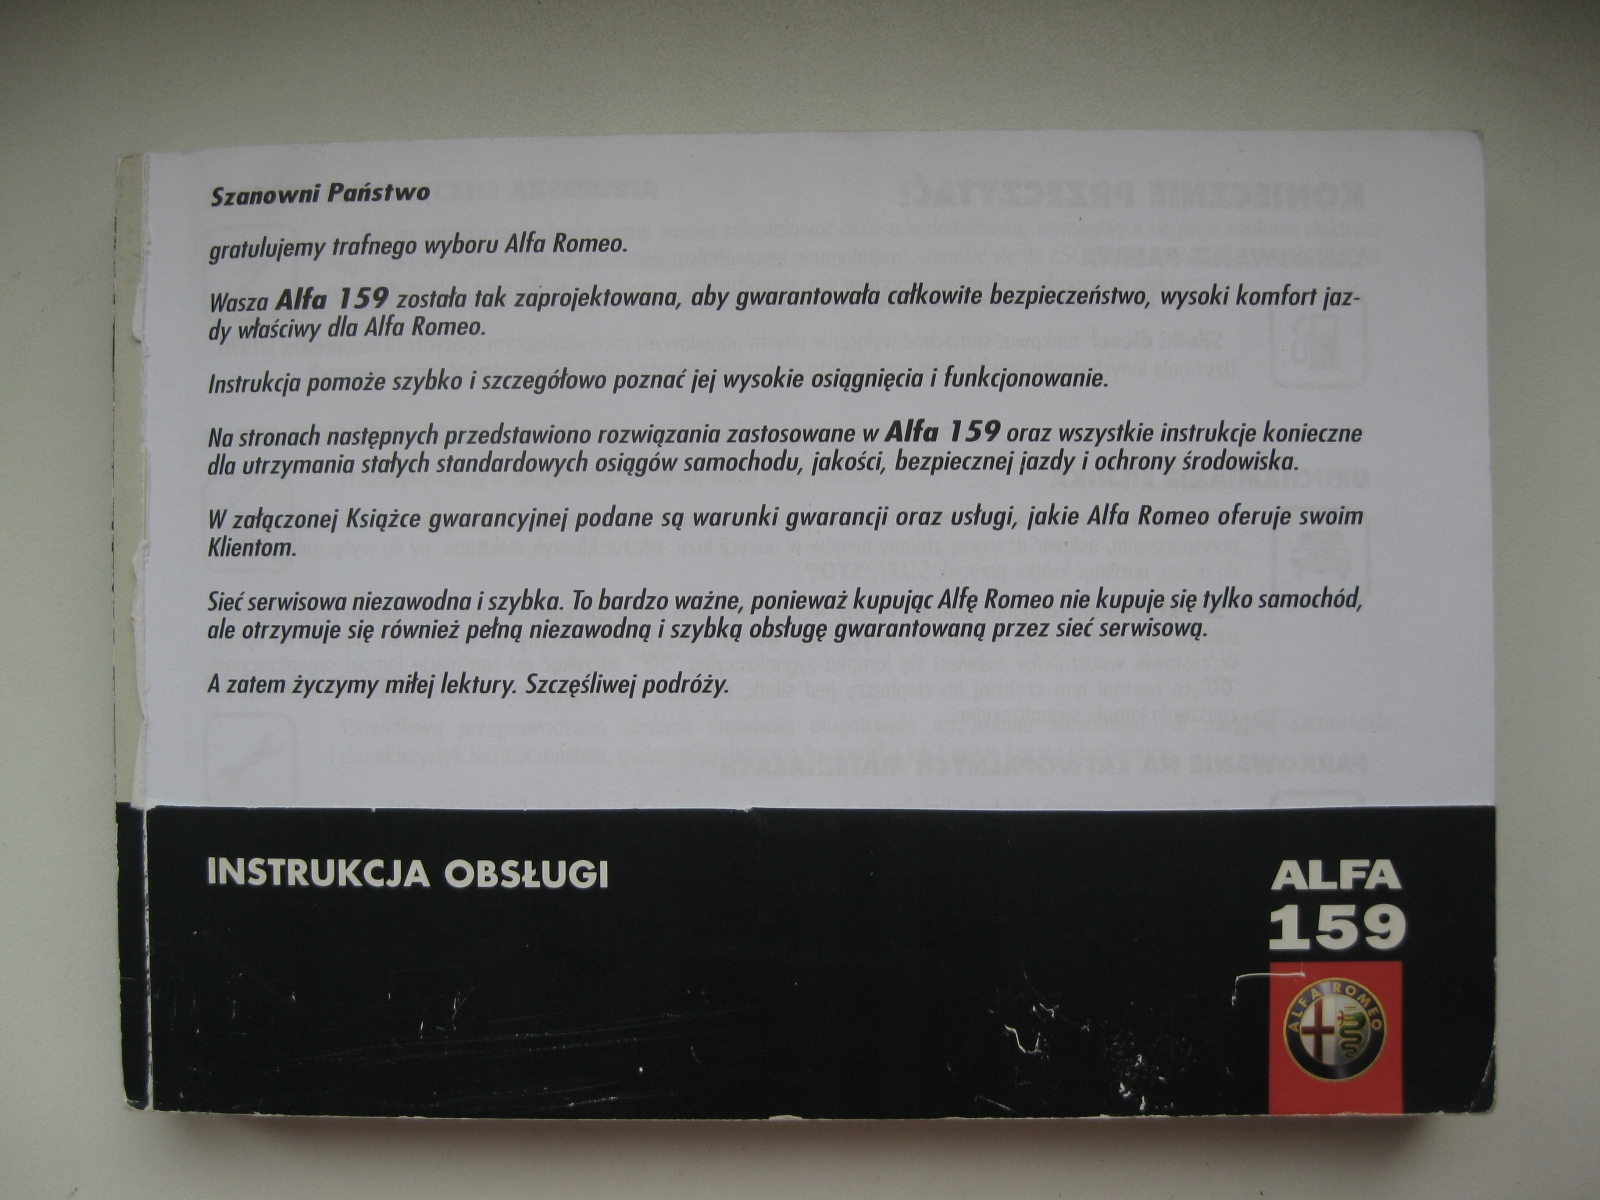 Szanowni Państwo
gratulujemy trafnego wyboru Alfa Romeo.
Wasza Alfa 159 została tak zaprojektowana, aby gwarantowała całkowite bezpieczeństwo, wysoki komfort jaz-
dy właściwy dla Alfa Romeo.
Instrukcja pomoże szybko i szczegółowo poznać jej wysokie osiągnięcia i funkcjonowanie.
Na stronach następnych przedstawiono rozwiązania zastosowane w Alfa 159 oraz wszystkie instrukcje konieczne
dla utrzymania stałych standardowych osiągów samochodu, jakości, bezpiecznej jazdy i ochrony środowiska.
W załączonej Książce gwarancyjnej podane są warunki gwarancji oraz usługi, jakie Alfa Romeo oferuje swoim
Klientom.
Sieć serwisowa niezawodna i szybka. To bardzo ważne, ponieważ kupując Alfę Romeo nie kupuje się tylko samochód,
ale otrzymuje się również pełną niezawodną i szybką obsługę gwarantowaną przez sieć serwisową.
A zatem życzymy miłej lektury. Szczęśliwej podróży.
INSTRUKCJA OBSŁUGI
ALFA
159
ALFA ROMEO